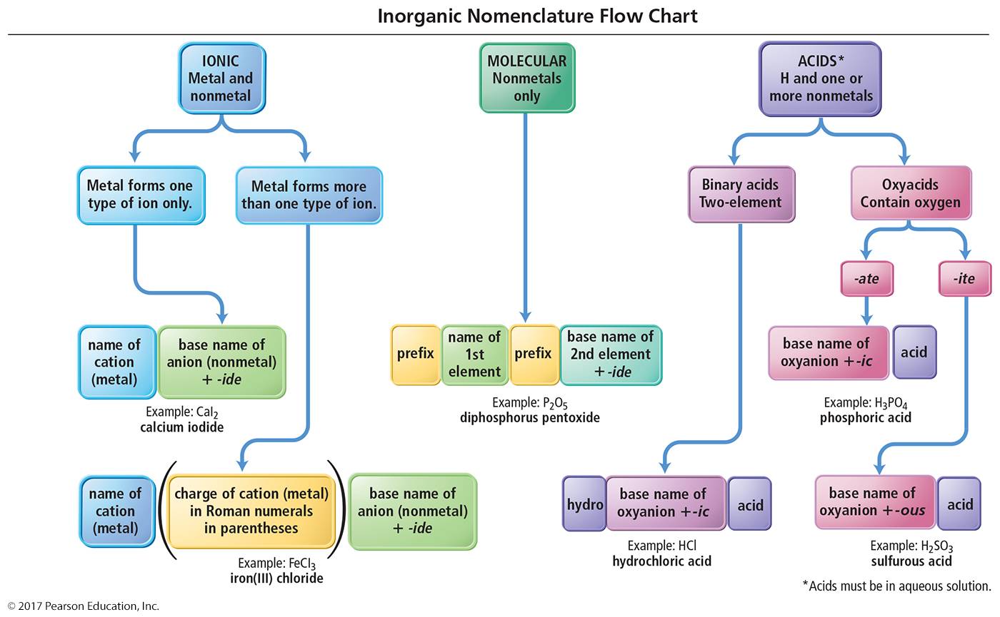 Inorganic Nomenclature Flow Chart
IONIC
Metal and
nonmetal
MOLECULAR
Nonmetals
only
ACIDS*
H and one or
more nonmetals
Metal forms one
type of ion only.
Metal forms more
than one type of ion.
Binary acids
Two-element
Oxyacids
Contain oxygen
-ate
-ite
name of
cation
(metal)
base name of
anion (nonmetal)
+ -ide
Example: CaI₂
calcium iodide
prefix
name of
1st
element
prefix
base name of
2nd element
+ -ide
Example: P₂O₅
diphosphorus pentoxide
base name of
oxyanion +-ic
acid
Example: H₃PO₄
phosphoric acid
name of
cation
(metal)
(charge of cation (metal)
in Roman numerals
in parentheses)
base name of
anion (nonmetal)
+ -ide
Example: FeCl₃
iron(III) chloride
hydro
base name of
oxyanion +-ic
acid
Example: HCl
hydrochloric acid
base name of
oxyanion +-ous
acid
Example: H₂SO₃
sulfurous acid
*Acids must be in aqueous solution.
© 2017 Pearson Education, Inc.